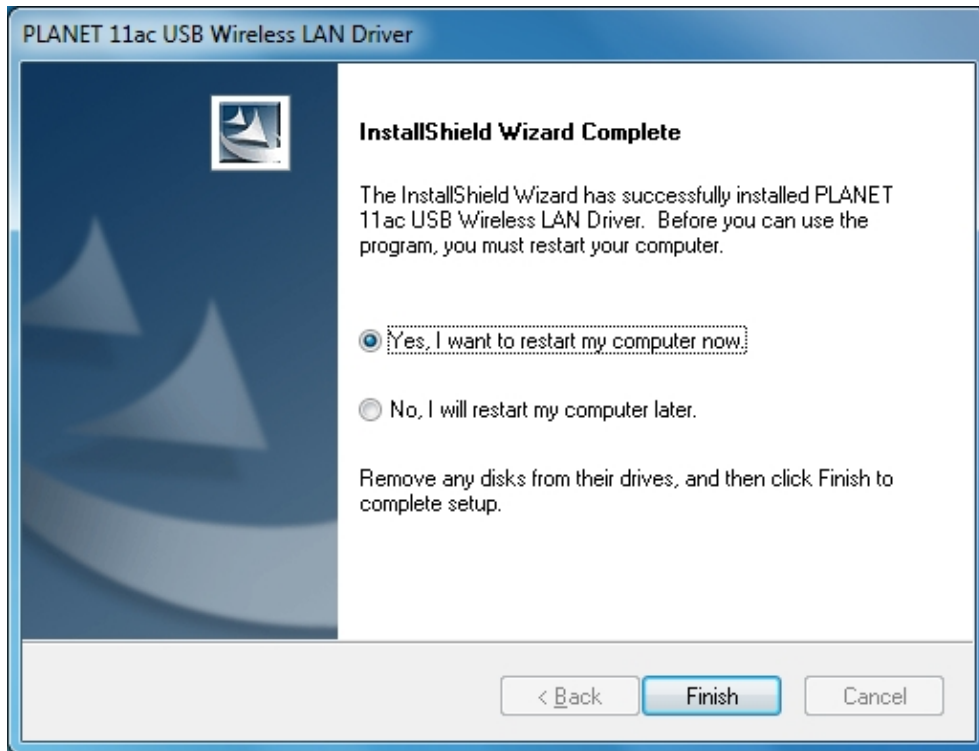 PLANET 11ac USB Wireless LAN Driver
InstallShield Wizard Complete
The InstallShield Wizard has successfully installed PLANET
11ac USB Wireless LAN Driver.  Before you can use the
program, you must restart your computer.
Yes, I want to restart my computer now.
No, I will restart my computer later.
Remove any disks from their drives, and then click Finish to
complete setup.
< Back
Finish
Cancel